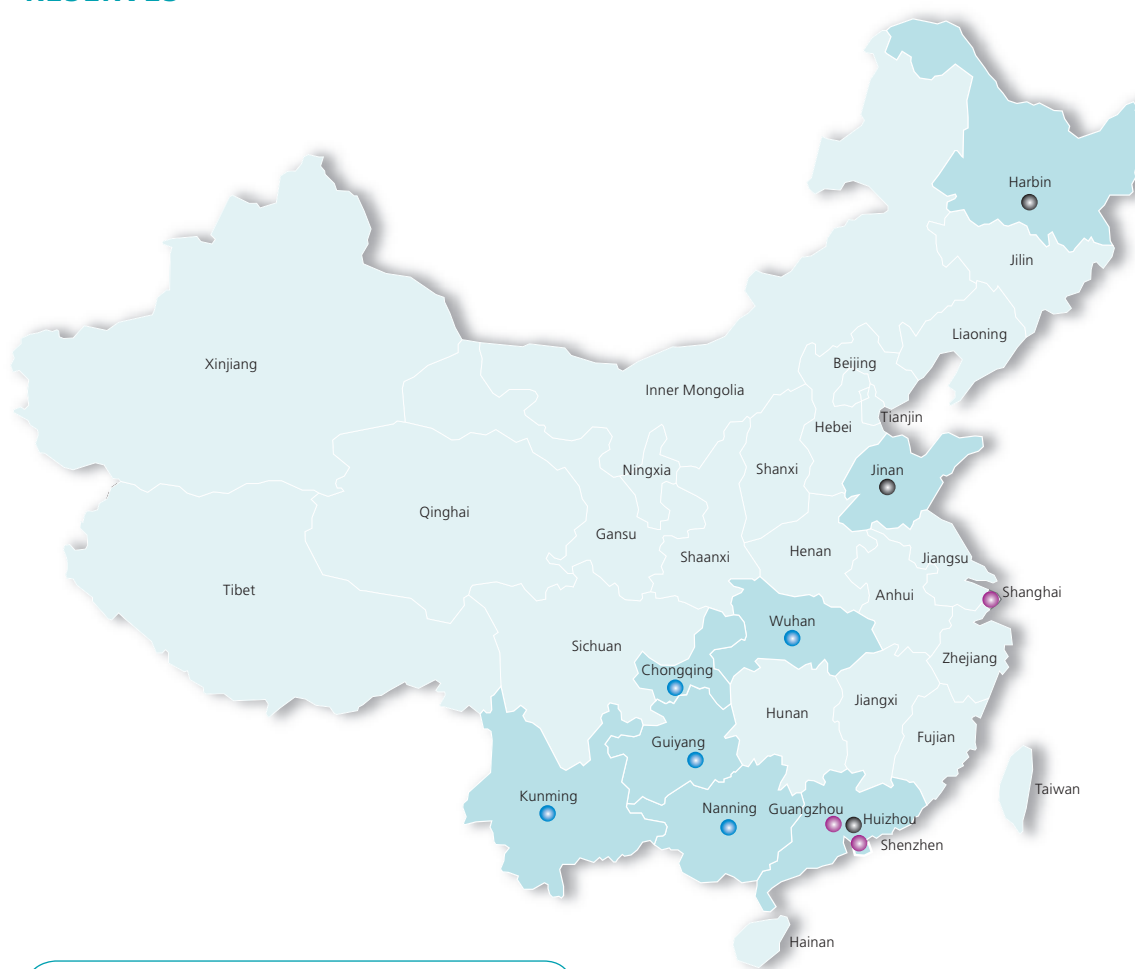 Harbin
Jilin
Liaoning
Beijing
Xinjiang
Inner Mongolia
Tianjin
Hebei
Ningxia
Shanxi
Jinan
Qinghai
Gansu
Shaanxi
Henan
Jiangsu
Tibet
Anhui
Shanghai
Wuhan
Sichuan
Zhejiang
Chongqing
Jiangxi
Hunan
Fujian
Guiyang
Taiwan
Kunming
Nanning
Guangzhou
Huizhou
Shenzhen
Hainan